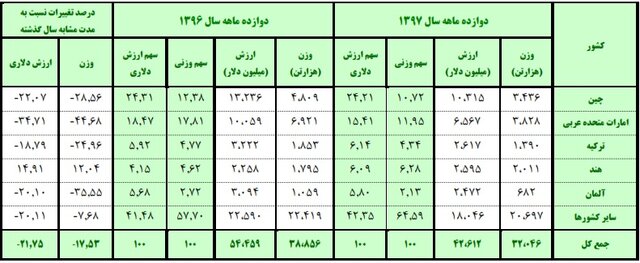 کشور	دوازده ماهه سال ۱۳۹۷	دوازده ماهه سال ۱۳۹۶	درصد تغییرات نسبت به مدت مشابه سال گذشته
وزن (هزارتن)	ارزش (میلیون دلار)	سهم وزنی	سهم ارزش دلاری	وزن (هزارتن)	ارزش (میلیون دلار)	سهم وزنی	سهم ارزش دلاری	وزن	ارزش دلاری
چین	۳.۴۳۶	۱۰.۳۱۵	۱۰.۷۲	۲۴.۲۱	۴.۸۰۹	۱۳.۲۳۶	۱۲.۳۸	۲۴.۳۱	-۲۸.۵۶	-۲۲.۰۷
امارات متحده عربی	۳.۸۲۸	۶.۵۶۷	۱۱.۹۵	۱۵.۴۱	۶.۹۲۱	۱۰.۰۵۹	۱۷.۸۱	۱۸.۴۷	-۴۴.۶۸	-۳۴.۷۱
ترکیه	۱.۳۹۰	۲.۶۱۷	۴.۳۴	۶.۱۴	۱.۸۵۳	۳.۲۲۲	۴.۷۷	۵.۹۲	-۲۴.۹۶	-۱۸.۷۹
هند	۲.۰۱۱	۲.۵۹۵	۶.۲۸	۶.۰۹	۱.۷۹۵	۲.۲۵۸	۴.۶۲	۴.۱۵	۱۲.۰۴	۱۴.۹۱
آلمان	۶۸۲	۲.۴۷۲	۲.۱۳	۵.۸۰	۱.۰۵۹	۳.۰۹۴	۲.۷۲	۵.۶۸	-۳۵.۵۵	-۲۰.۱۰
سایر کشورها	۲۰.۶۹۷	۱۸.۰۴۶	۶۴.۵۹	۴۲.۳۵	۲۲.۴۱۹	۲۲.۵۹۰	۵۷.۷۰	۴۱.۴۸	-۷.۶۸	-۲۰.۱۱
جمع کل	۳۲.۰۴۶	۴۲.۶۱۲	۱۰۰	۱۰۰	۳۸.۸۵۶	۵۴.۴۵۹	۱۰۰	۱۰۰	-۱۷.۵۳	-۲۱.۷۵